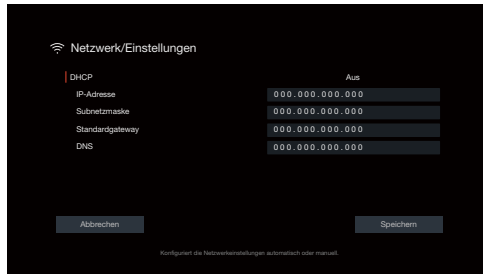 Netzwerk/Einstellungen
DHCP Aus
IP-Adresse 000.000.000.000
Subnetzmaske 000.000.000.000
Standardgateway 000.000.000.000
DNS 000.000.000.000
Abbrechen Speichern
Konfiguriert die Netzwerkeinstellungen automatisch oder manuell.